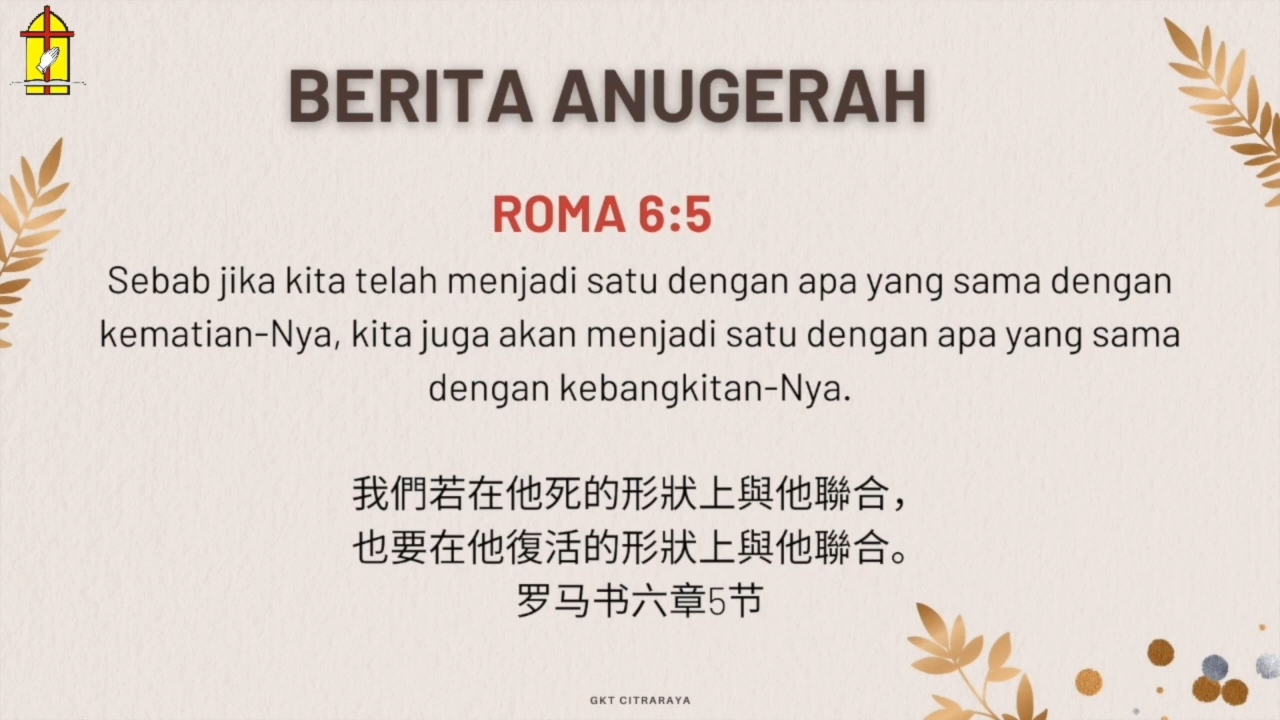 BERITA ANUGERAH
ROMA 6:5
Sebab jika kita telah menjadi satu dengan apa yang sama dengan
kematian-Nya, kita juga akan menjadi satu dengan apa yang sama
dengan kebangkitan-Nya.
我們若在他死的形狀上與他聯合，
也要在他復活的形狀上與他聯合。
罗马书六章5节
GKT CITRARAYA